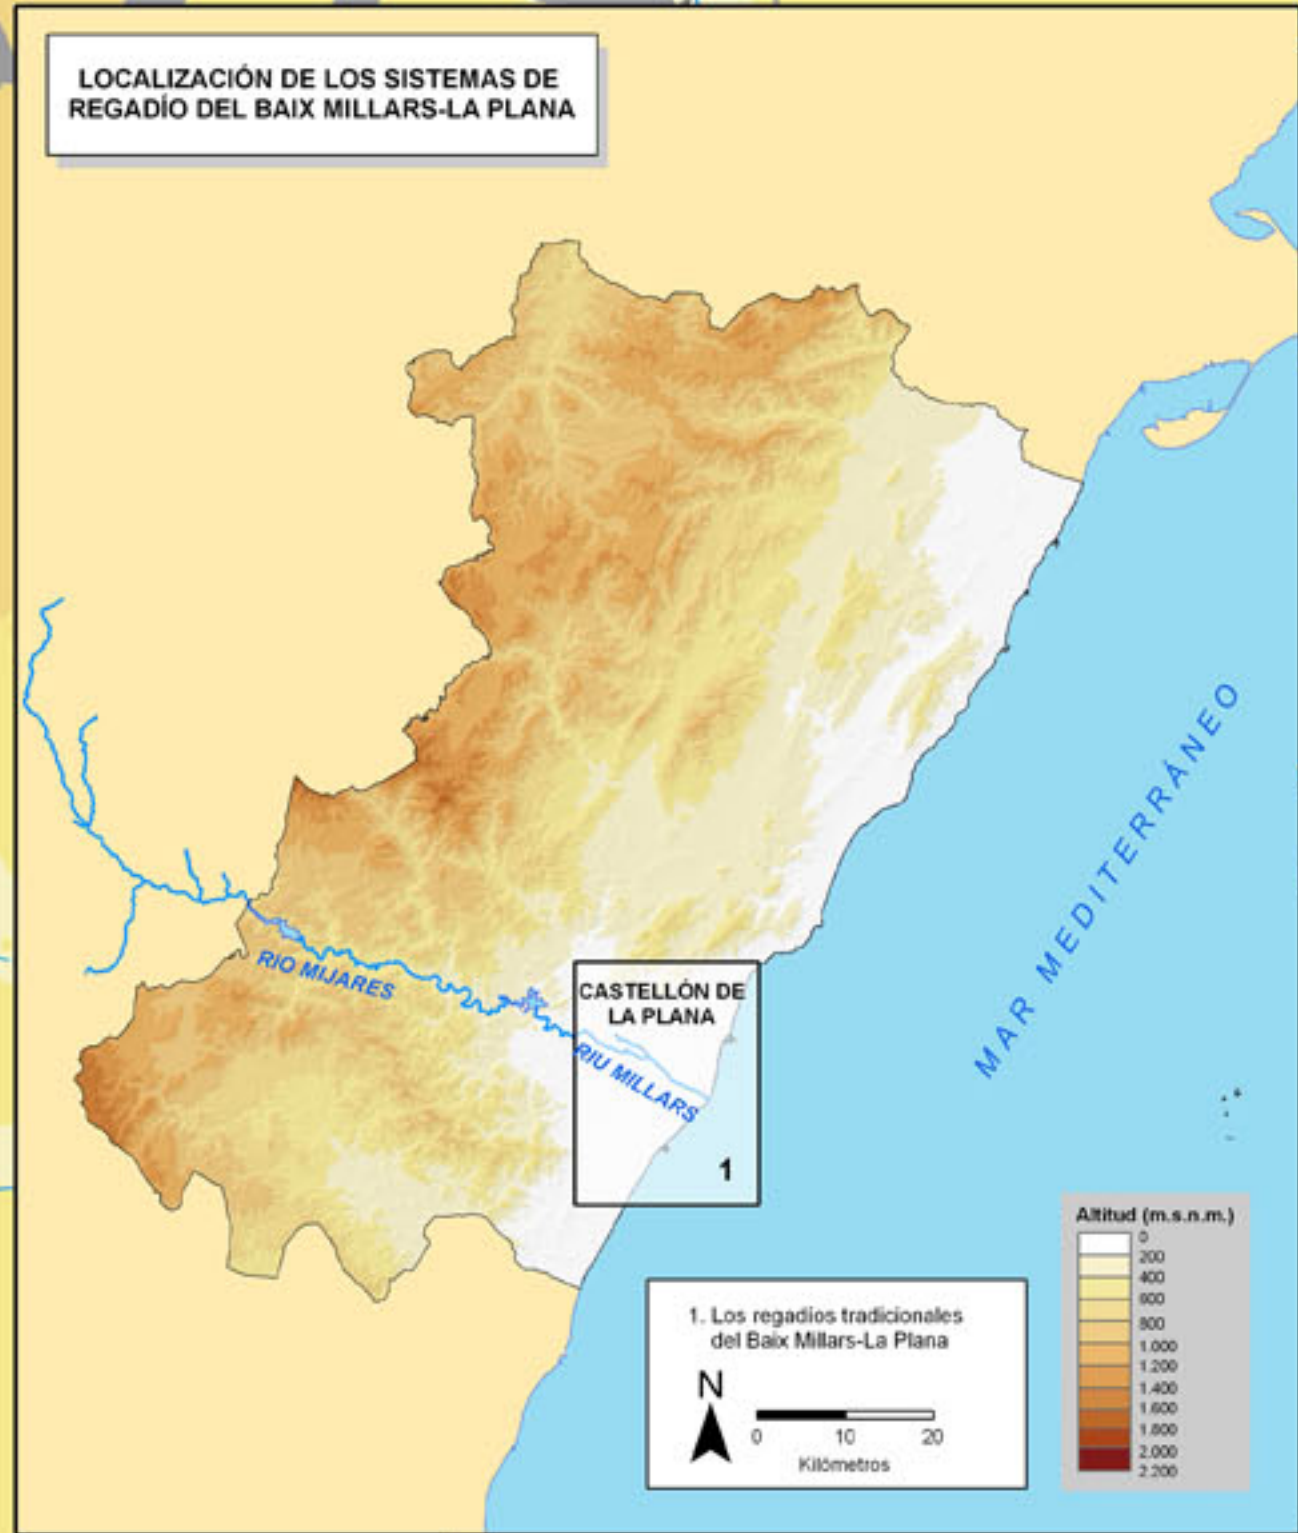 LOCALIZACIÓN DE LOS SISTEMAS DE
REGADÍO DEL BAIX MILLARS-LA PLANA
RIO MIJARES
CASTELLÓN DE
LA PLANA
RIU MILLARS
1
MAR MEDITERRÁNEO
1. Los regadios tradicionales
del Baix Millars-La Plana
N
0 10 20
Kilómetros
Altitud (m.s.n.m.)
0
200
400
600
800
1.000
1.200
1.400
1.600
1.800
2.000
2.200